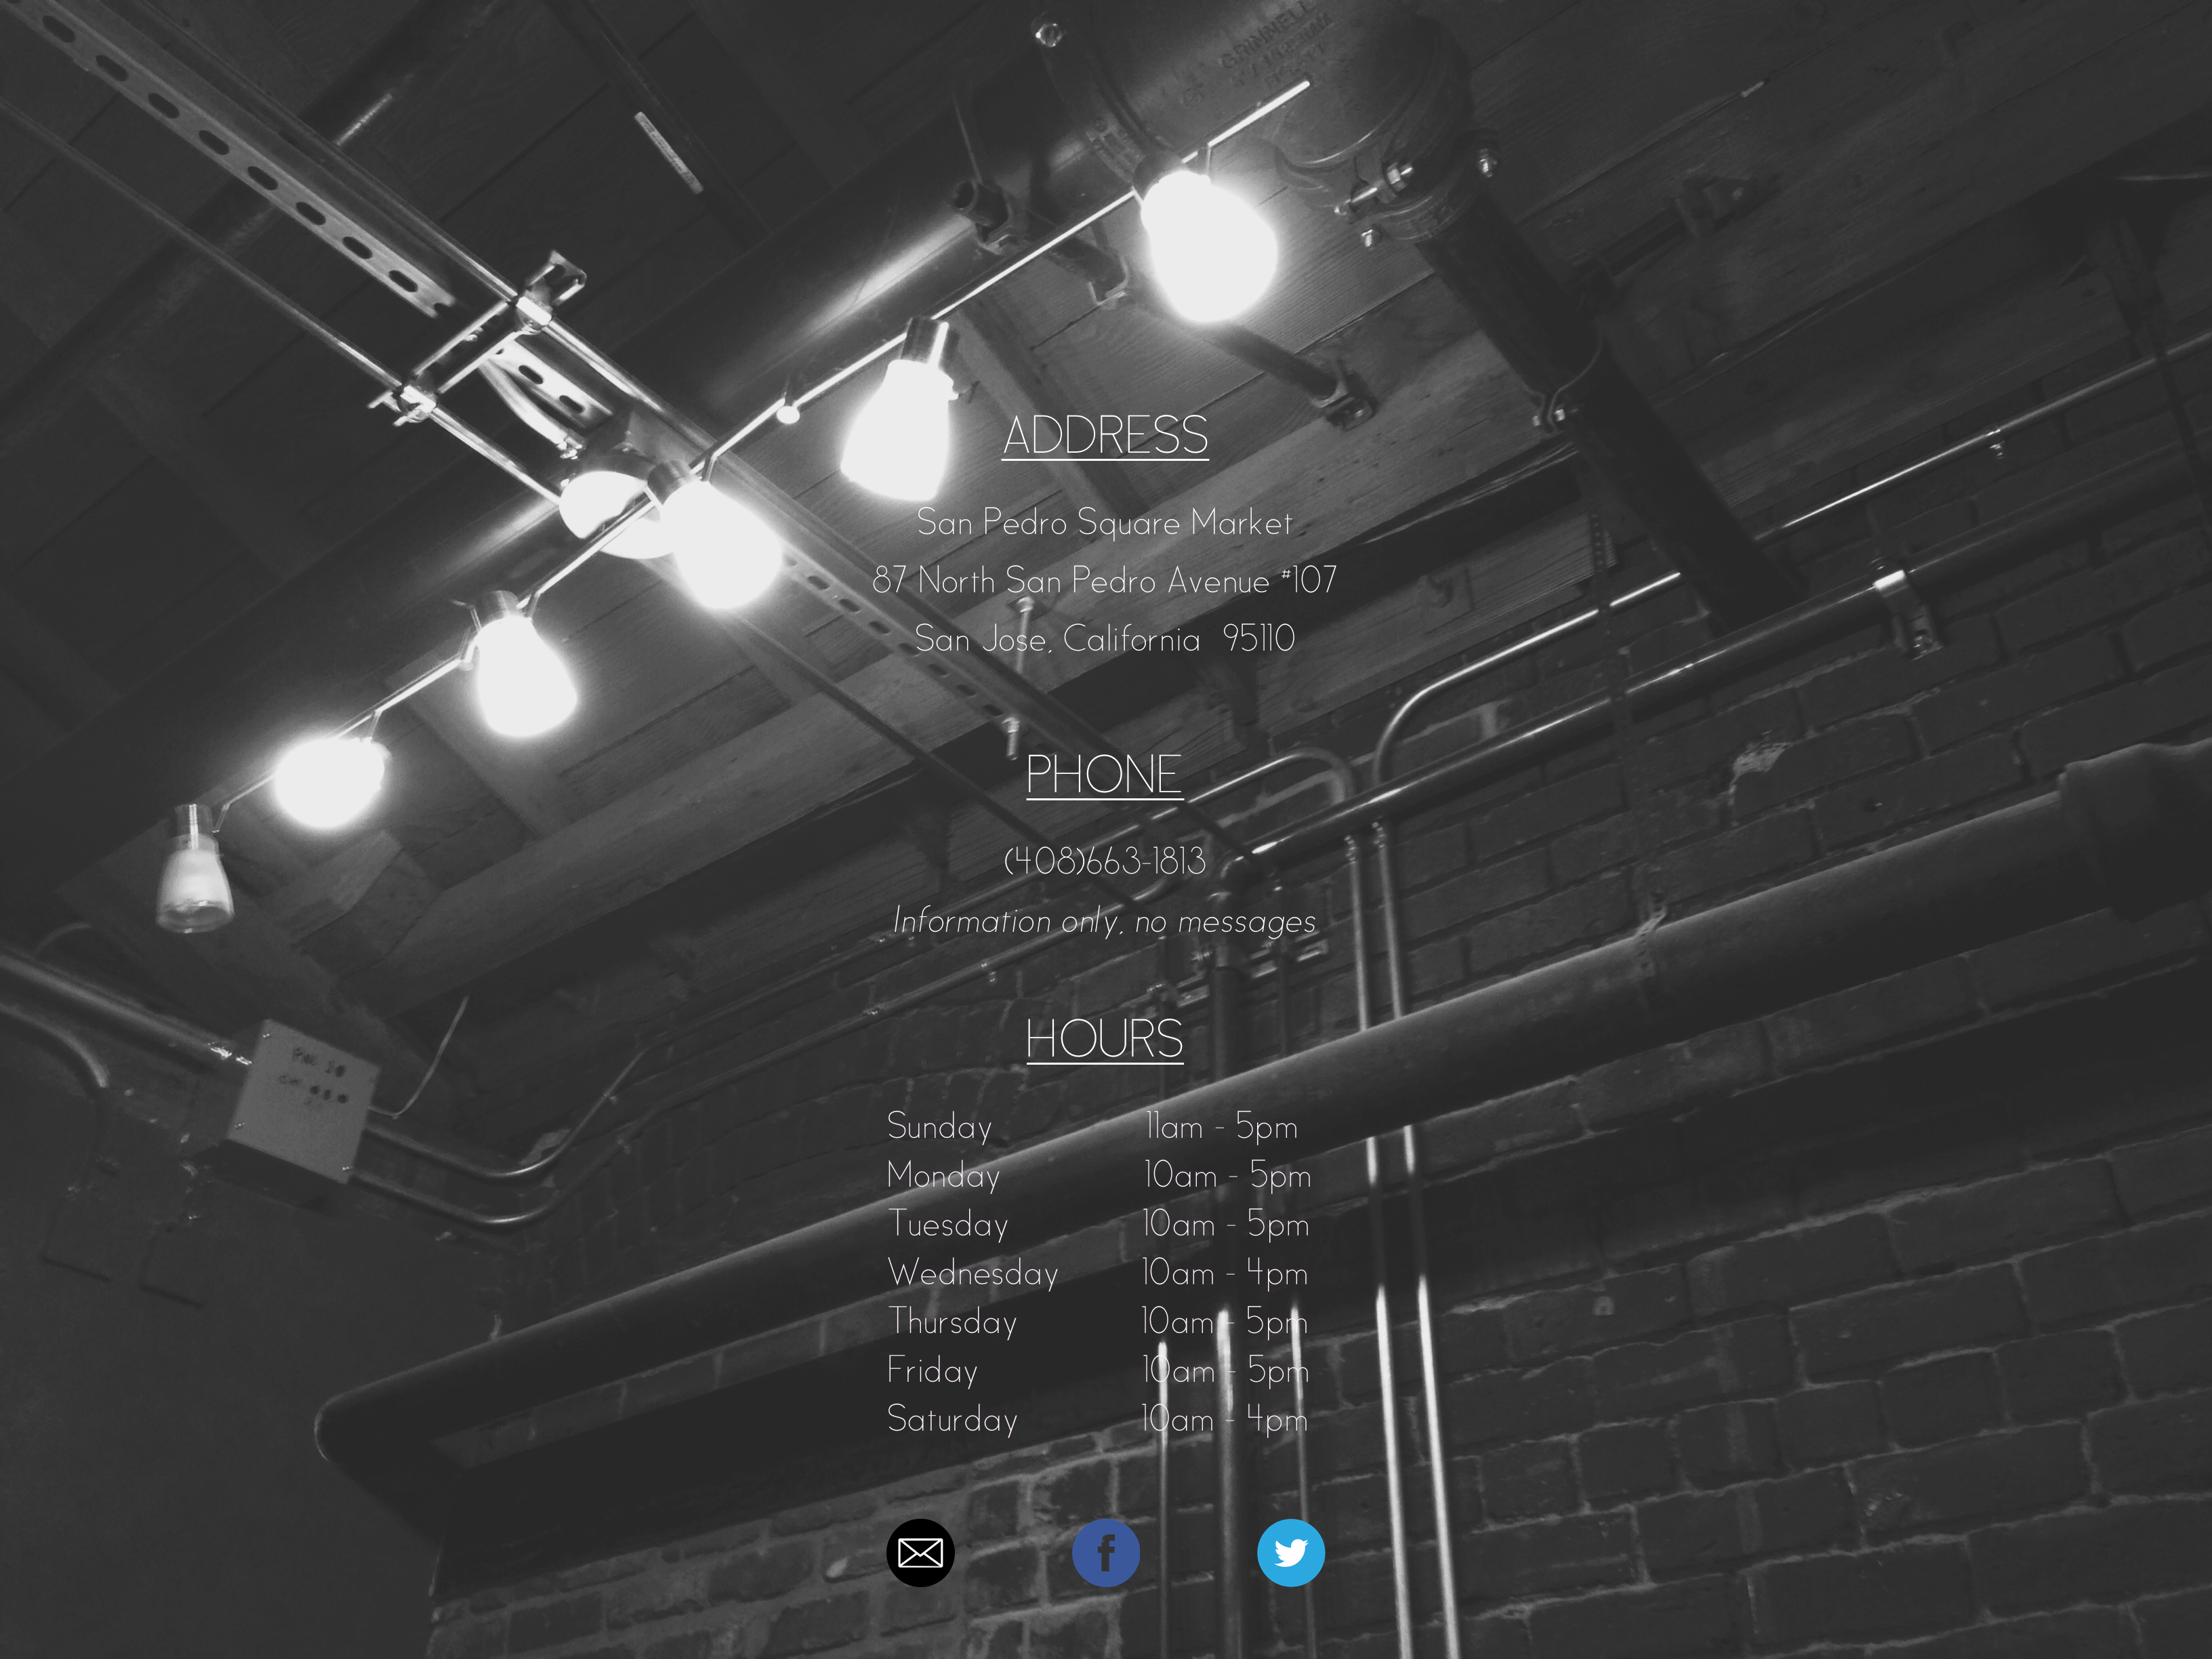 GRINNELL
ADDRESS
San Pedro Square Market
87 North San Pedro Avenue #107
San Jose, California 95110
PHONE
(408)663-1813
Information only, no messages
HOURS
Sunday 11am - 5pm
Monday 10am - 5pm
Tuesday 10am - 5pm
Wednesday 10am - 4pm
Thursday 10am - 5pm
Friday 10am - 5pm
Saturday 10am - 4pm